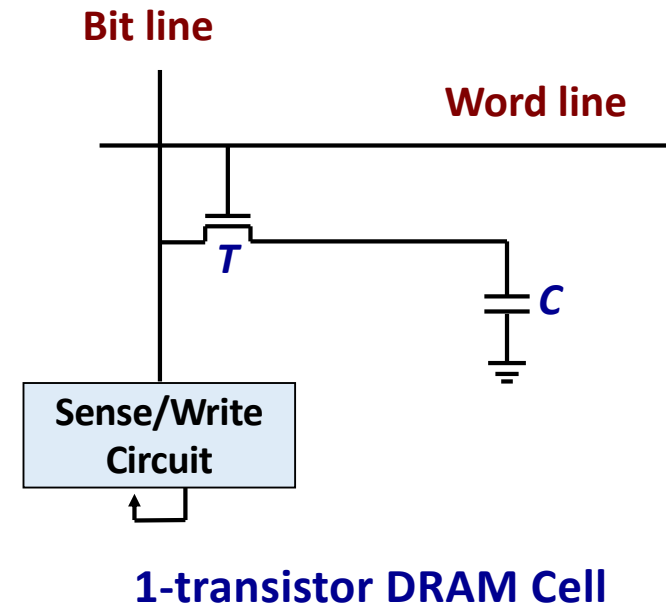 Bit line
Word line
T
C
Sense/Write
Circuit
1-transistor DRAM Cell